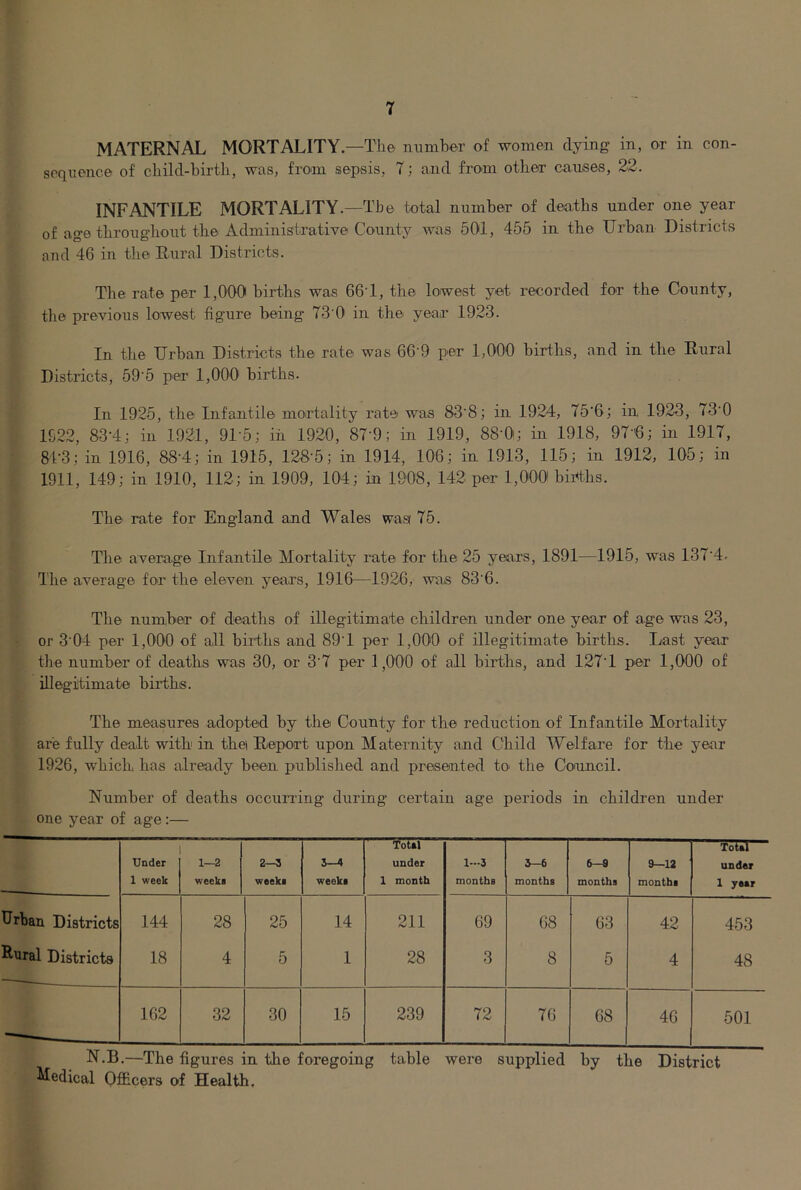 7
MATERNAL MORTALITY.—The number of women dying in, or in con-
sequence of child-birth, was, from sepsis, 7; and from other causes, 22.
INFANTILE MORTALITY.—The total number of deaths under one year
of age throughout the Administrative County was 501, 455 in the Urban Districts
and 46 in the Rural Districts.
The rate per 1,000 births was 66·1, the lowest yet recorded for the County,
the previous lowest figure being 73·0 in the year 1923.
In the Urban Districts the rate was 66·9 per 1,000 births, and in the Rural
Districts, 59·5 per 1,000 births.
In 1925, the Infantile mortality rate was 83·8; in 1924, 75·6; in 1923, 73·0
1922, 83·4; in 1921, 91·5; in 1920, 87·9; in 1919, 88·0; in 1918, 97·6; in 1917,
84·3; in 1916, 88·4; in 1915, 128·5; in 1914, 106; in 1913, 115; in 1912, 105; in
1911, 149; in 1910, 112; in 1909, 104; in 1908, 142 per 1,000 births.
The rate for England and Wales was 75.
The average Infantile Mortality rate for the 25 years, 1891—1915, was 137·4.
The average for the eleven years, 1916—1926, was 83·6.
The number of deaths of illegitimate children under one year of age was 23,
or 3·04 per 1,000 of all births and 89·1 per 1,000 of illegitimate births. Last year
the number of deaths was 30, or 3·7 per 1,000 of all births, and 127·1 per 1,000 of
illegitimate births.
The measures adopted by the County for the reduction of Infantile Mortality
are fully dealt with in the Report upon Maternity and Child Welfare for the year
1926, which has already been published and presented to the Council.
Number of deaths occurring during certain age periods in children under
one year of age:—
Under 1 week 1—2 weeks 2—3 weeks 3—4 weeks Total under 1 month 1—3 months 3—6 months 6—9 months 9—12 months Total under 1 year
Urban Districts 144 28 25 14 211 69 68 63 42 453
Rural Districts 18 4 5 1 28 3 8 5 4 48
162 32 30 15 239 72 76 68 46 501
N.B.—The figures in the foregoing table were supplied by the District
Medical Officers of Health.